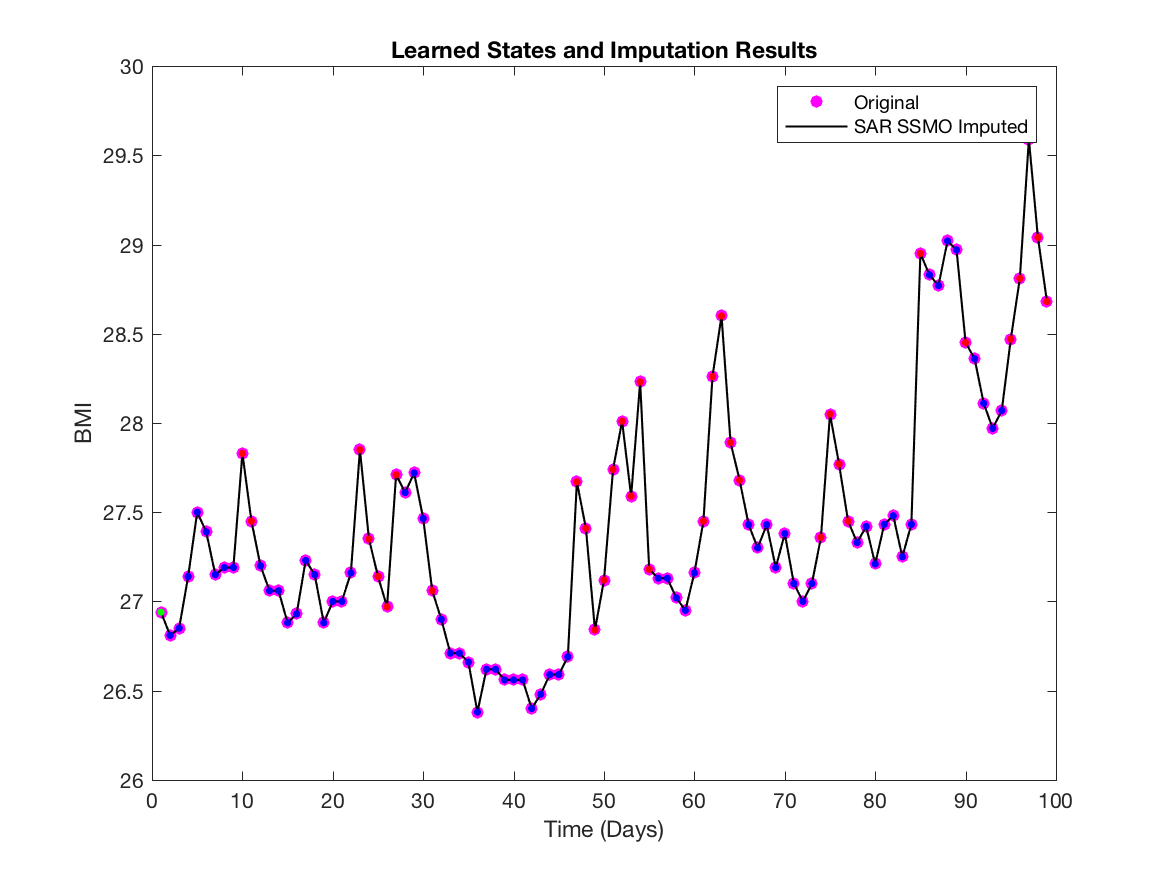 Learned States and Imputation Results
Original
SAR SSMO Imputed
30
29.5
29
28.5
28
27.5
27
26.5
26
BMI
0 10 20 30 40 50 60 70 80 90 100
Time (Days)